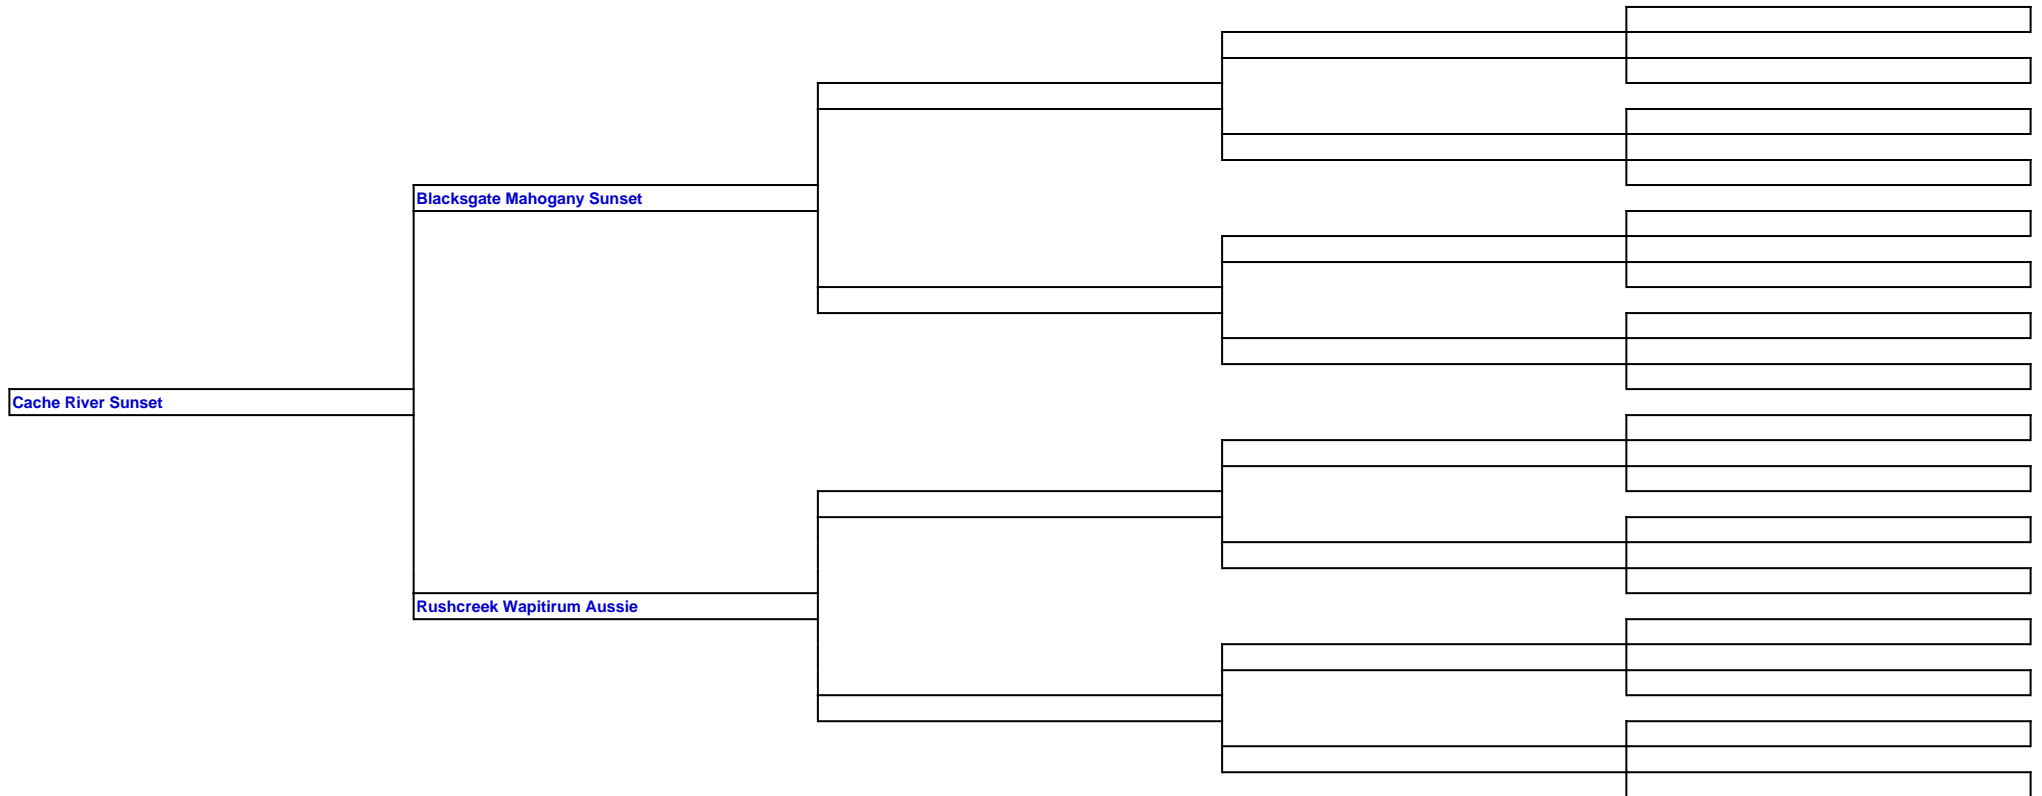 Blacksgate Mahogany Sunset
Cache River Sunset
Rushcreek Wapitirum Aussie